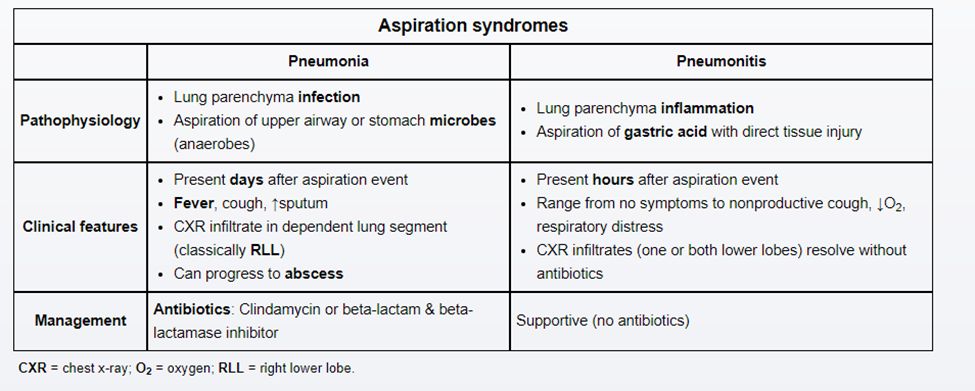 Aspiration syndromes
Pneumonia
Pneumonitis
Pathophysiology
• Lung parenchyma infection
• Aspiration of upper airway or stomach microbes
(anaerobes)
• Lung parenchyma inflammation
• Aspiration of gastric acid with direct tissue injury
Clinical features
• Present days after aspiration event
• Fever, cough, ↑sputum
• CXR infiltrate in dependent lung segment
(classically RLL)
• Can progress to abscess
• Present hours after aspiration event
• Range from no symptoms to nonproductive cough, ↓O₂,
respiratory distress
• CXR infiltrates (one or both lower lobes) resolve without
antibiotics
Management
Antibiotics: Clindamycin or beta-lactam & beta-
lactamase inhibitor
Supportive (no antibiotics)
CXR = chest x-ray; O₂ = oxygen; RLL = right lower lobe.